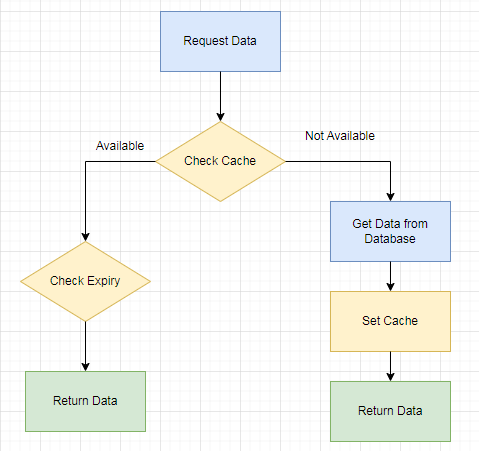 Request Data
Available
Not Available
Check Cache
Get Data from
Database
Check Expiry
Set Cache
Return Data
Return Data